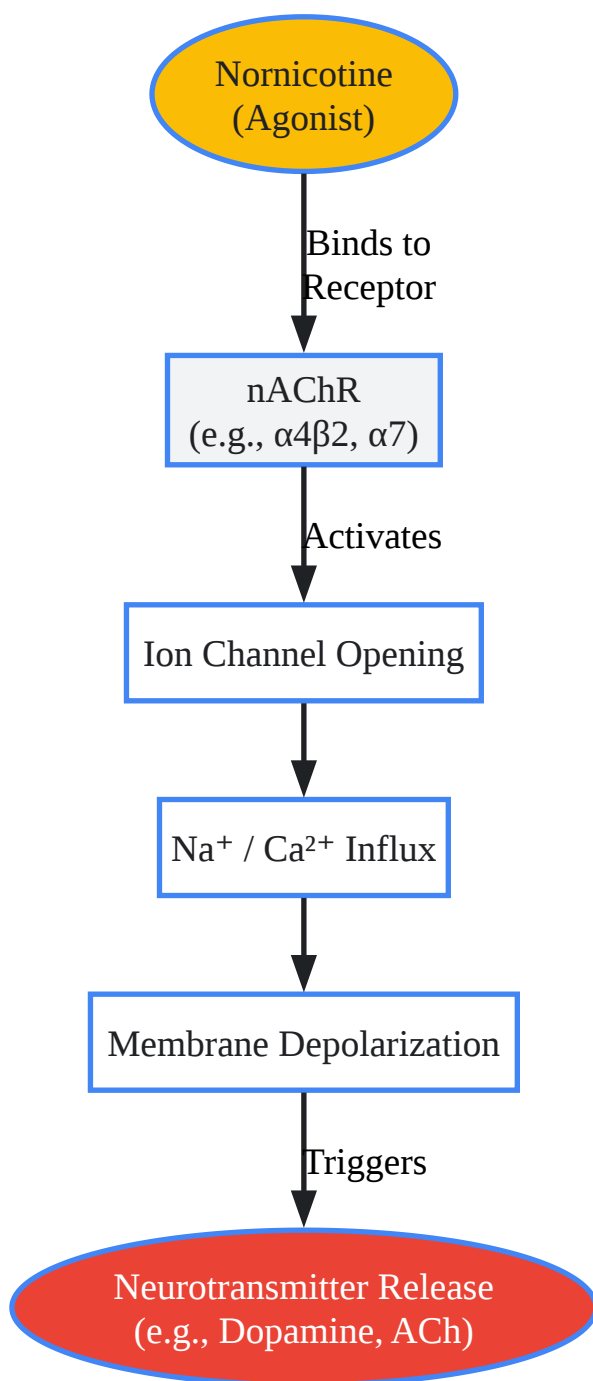 Nornicotine
(Agonist)
Binds to
Receptor
nAChR
(e.g., α4β2, α7)
Activates
Ion Channel Opening
Na⁺ / Ca²⁺ Influx
Membrane Depolarization
Triggers
Neurotransmitter Release
(e.g., Dopamine, ACh)